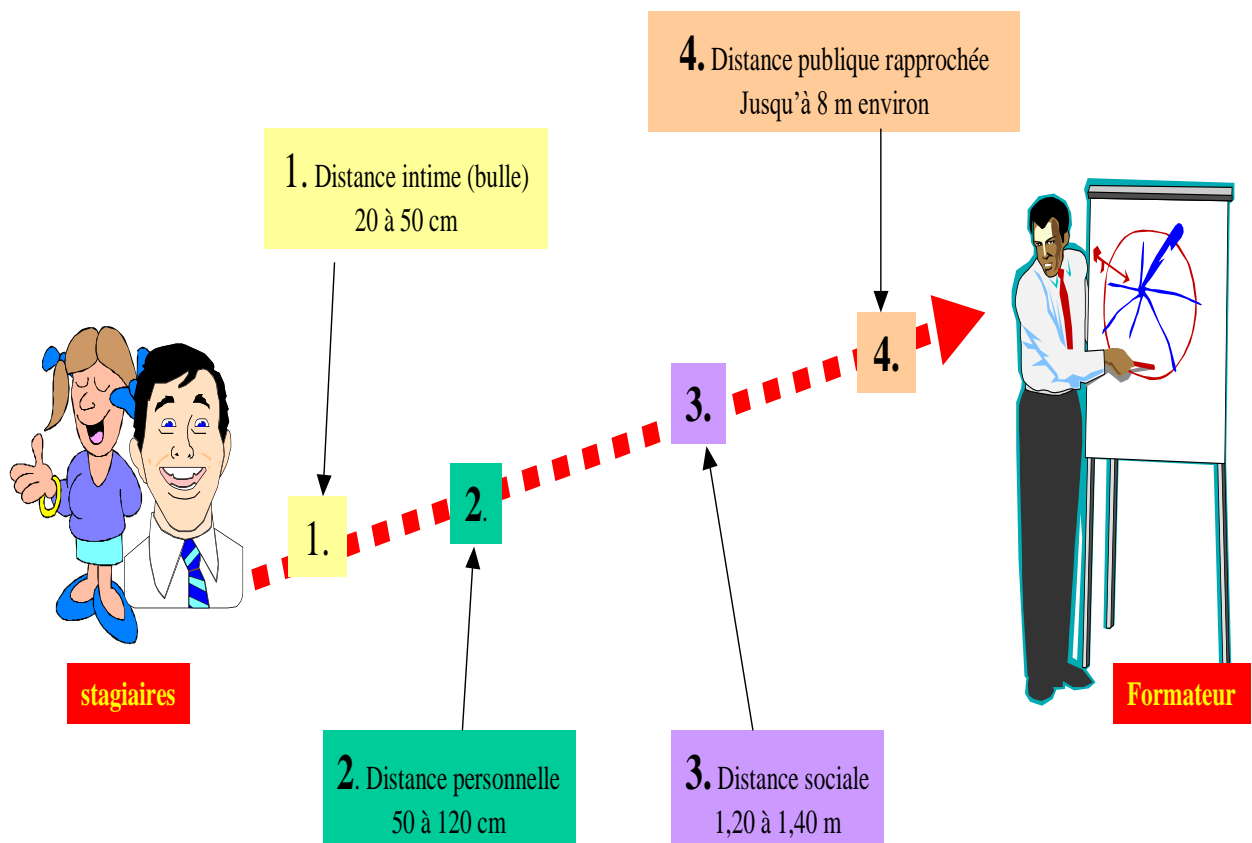 4. Distance publique rapprochée
Jusqu’à 8 m environ
1. Distance intime (bulle)
20 à 50 cm
4.
3.
2.
1.
stagiaires
Formateur
2. Distance personnelle
50 à 120 cm
3. Distance sociale
1,20 à 1,40 m